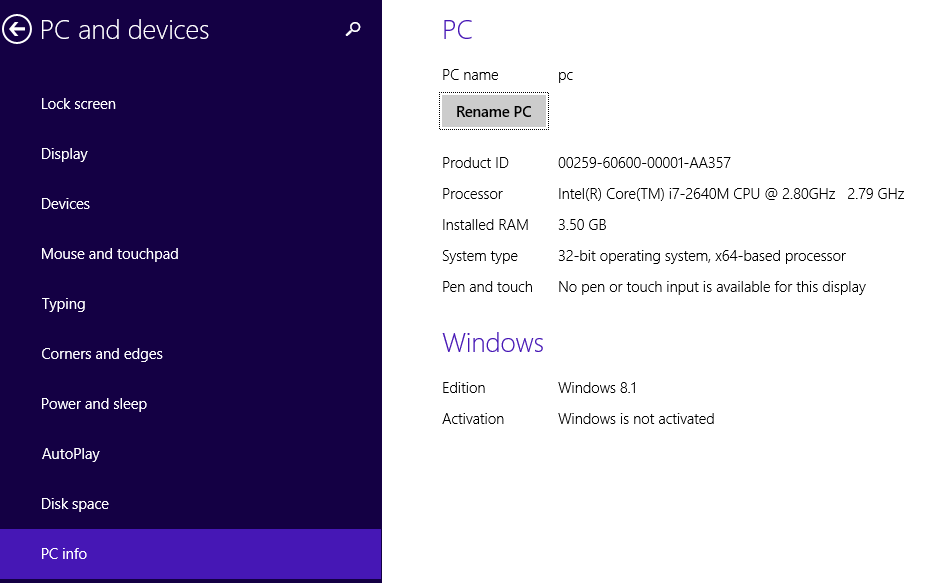 PC and devices
Lock screen
Display
Devices
Mouse and touchpad
Typing
Corners and edges
Power and sleep
AutoPlay
Disk space
PC info
PC
PC name pc
Rename PC
Product ID 00259-60600-00001-AA357
Processor Intel(R) Core(TM) i7-2640M CPU @ 2.80GHz 2.79 GHz
Installed RAM 3.50 GB
System type 32-bit operating system, x64-based processor
Pen and touch No pen or touch input is available for this display
Windows
Edition Windows 8.1
Activation Windows is not activated